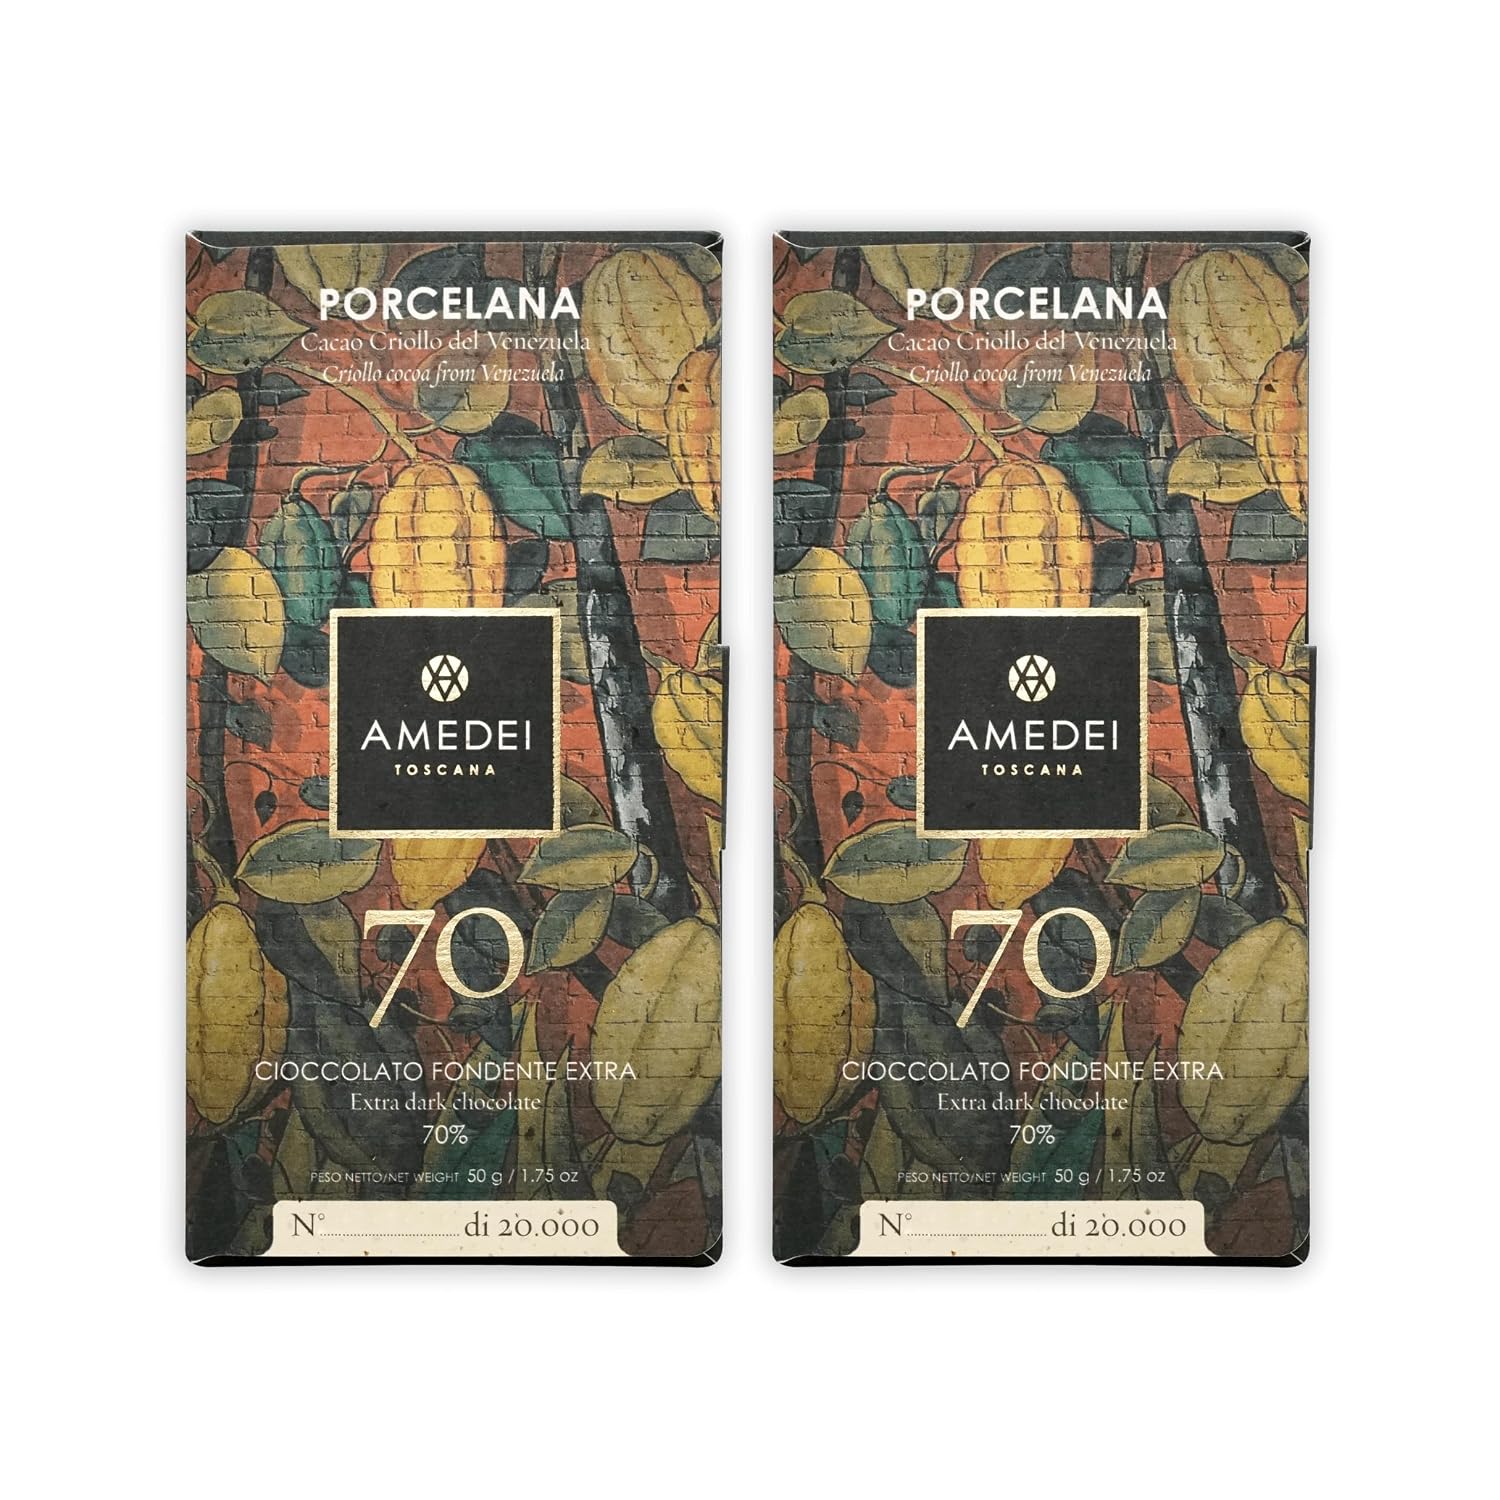 PORCELANA
Cacao Criollo del Venezuela
Criollo cocoa from Venezuela
AMEDEI
TOSCANA
70
CIOCCOLATO FONDENTE EXTRA
Extra dark chocolate
70%
PESO NETTO/NET WEIGHT 50 g / 1.75 oz
N°........................ di 20.000
PORCELANA
Cacao Criollo del Venezuela
Criollo cocoa from Venezuela
AMEDEI
TOSCANA
70
CIOCCOLATO FONDENTE EXTRA
Extra dark chocolate
70%
PESO NETTO/NET WEIGHT 50 g / 1.75 oz
N°........................ di 20.000